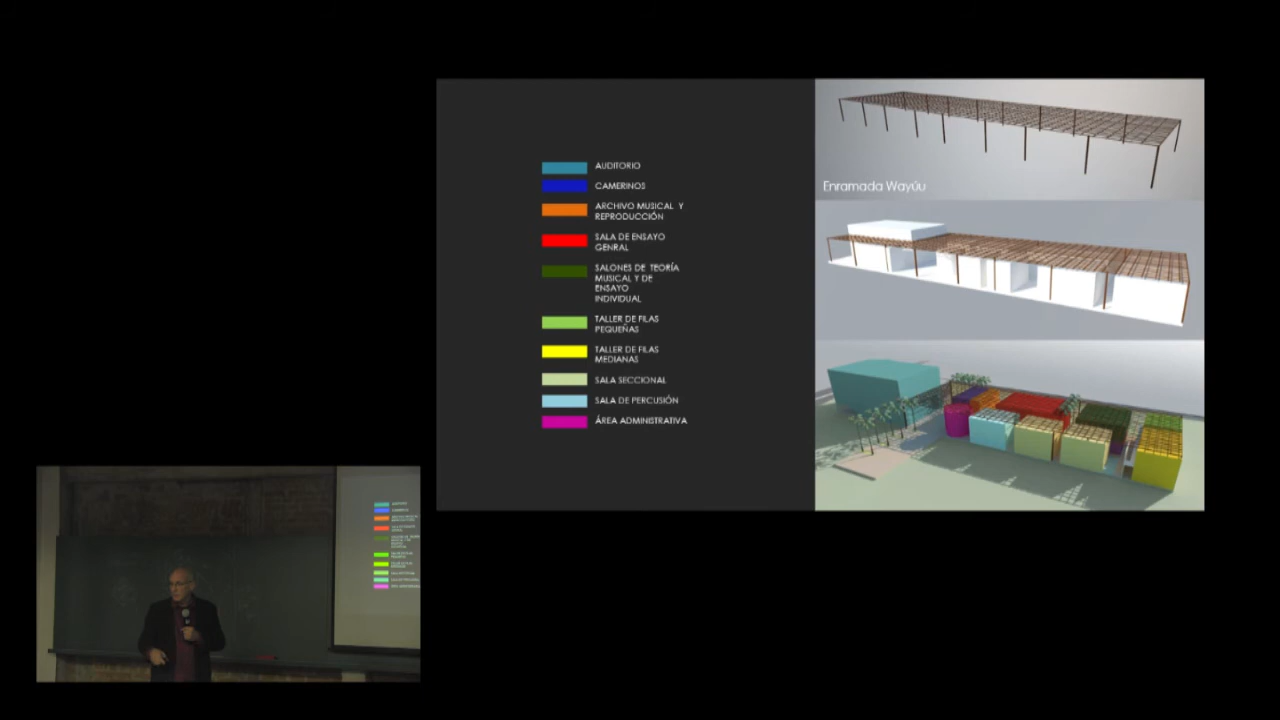 AUDITORIO
CAMERINOS
ARCHIVO MUSICAL Y
REPRODUCCIÓN
SALA DE ENSAYO
GENRAL
SALONES DE TEORÍA
MUSICAL Y DE
ENSAYO
INDIVIDUAL
TALLER DE FILAS
PEQUEÑAS
TALLER DE FILAS
MEDIANAS
SALA SECCIONAL
SALA DE PERCUSIÓN
ÁREA ADMINISTRATIVA
Enramada Wayúu